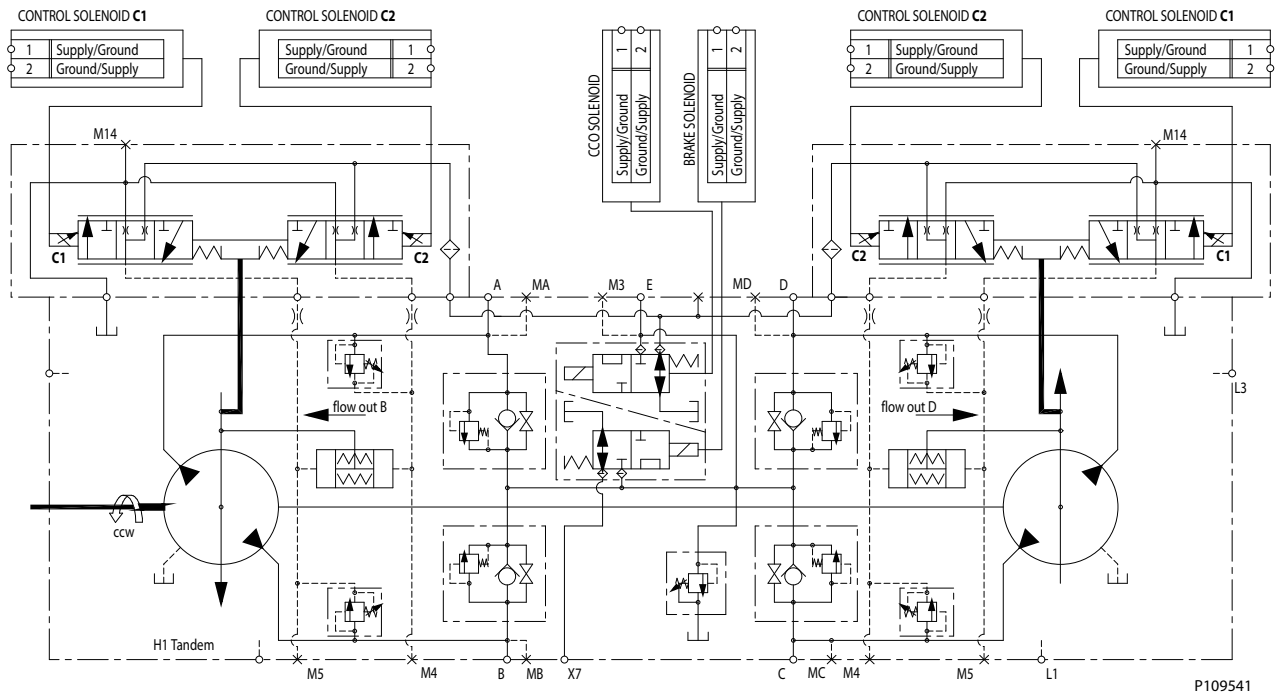 CONTROL SOLENOID C1
CONTROL SOLENOID C2
CONTROL SOLENOID C2
CONTROL SOLENOID C1
1 Supply/Ground
2 Ground/Supply
Supply/Ground 1
Ground/Supply 2
CCO SOLENOID
1 Supply/Ground
2 Ground/Supply
BRAKE SOLENOID
1 Supply/Ground
2 Ground/Supply
1 Supply/Ground
2 Ground/Supply
Supply/Ground 1
Ground/Supply 2
M14
M14
C1
C2
C2
C1
A
MA
M3
E
MD
D
L3
flow out B
flow out D
ccw
H1 Tandem
M5
M4
B
MB
X7
C
MC
M4
M5
L1
P109541